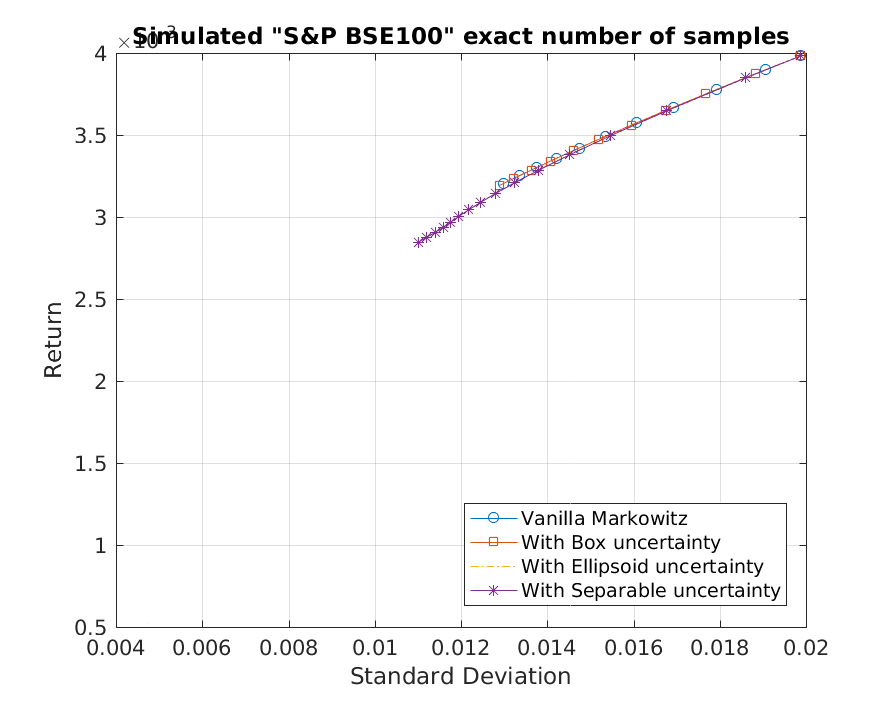 Simulated "S&P BSE100" exact number of samples
×10⁻³
4
3.5
3
2.5
2
1.5
1
0.5
Return
0.004 0.006 0.008 0.01 0.012 0.014 0.016 0.018 0.02
Standard Deviation
Vanilla Markowitz
With Box uncertainty
With Ellipsoid uncertainty
With Separable uncertainty